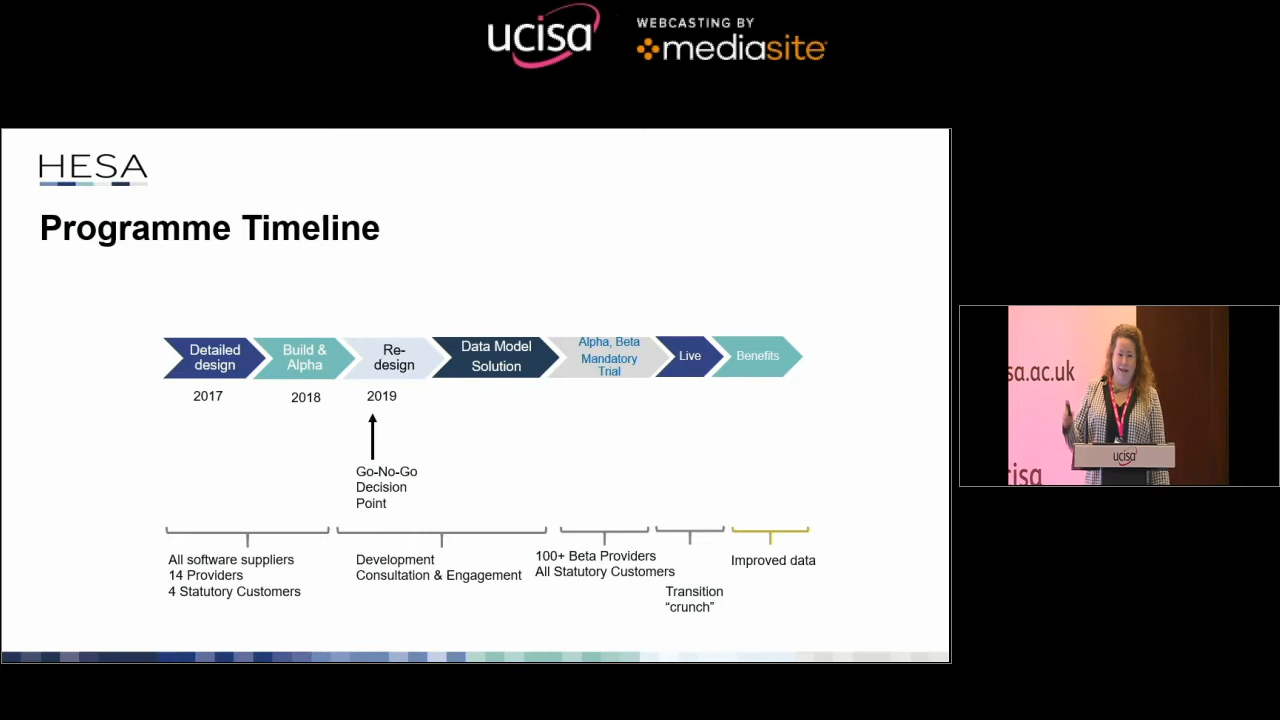 ucisa
WEBCASTING BY
mediasite
HESA
Programme Timeline
Detailed
design
Build &
Alpha
Re-
design
Data Model
Solution
Alpha, Beta
Mandatory
Trial
Live
Benefits
2017
2018
2019
Go-No-Go
Decision
Point
All software suppliers
14 Providers
4 Statutory Customers
Development
Consultation & Engagement
100+ Beta Providers
All Statutory Customers
Transition
“crunch”
Improved data
sa.ac.uk
cisa
ucisa